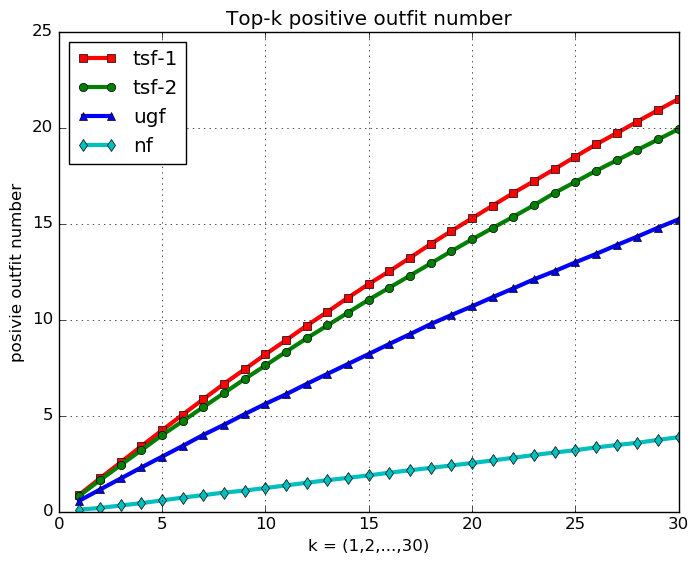 Top-k positive outfit number
25
20
15
10
5
0
posivie outfit number
tsf-1
tsf-2
ugf
nf
0
5
10
15
20
25
30
k = (1,2,...,30)